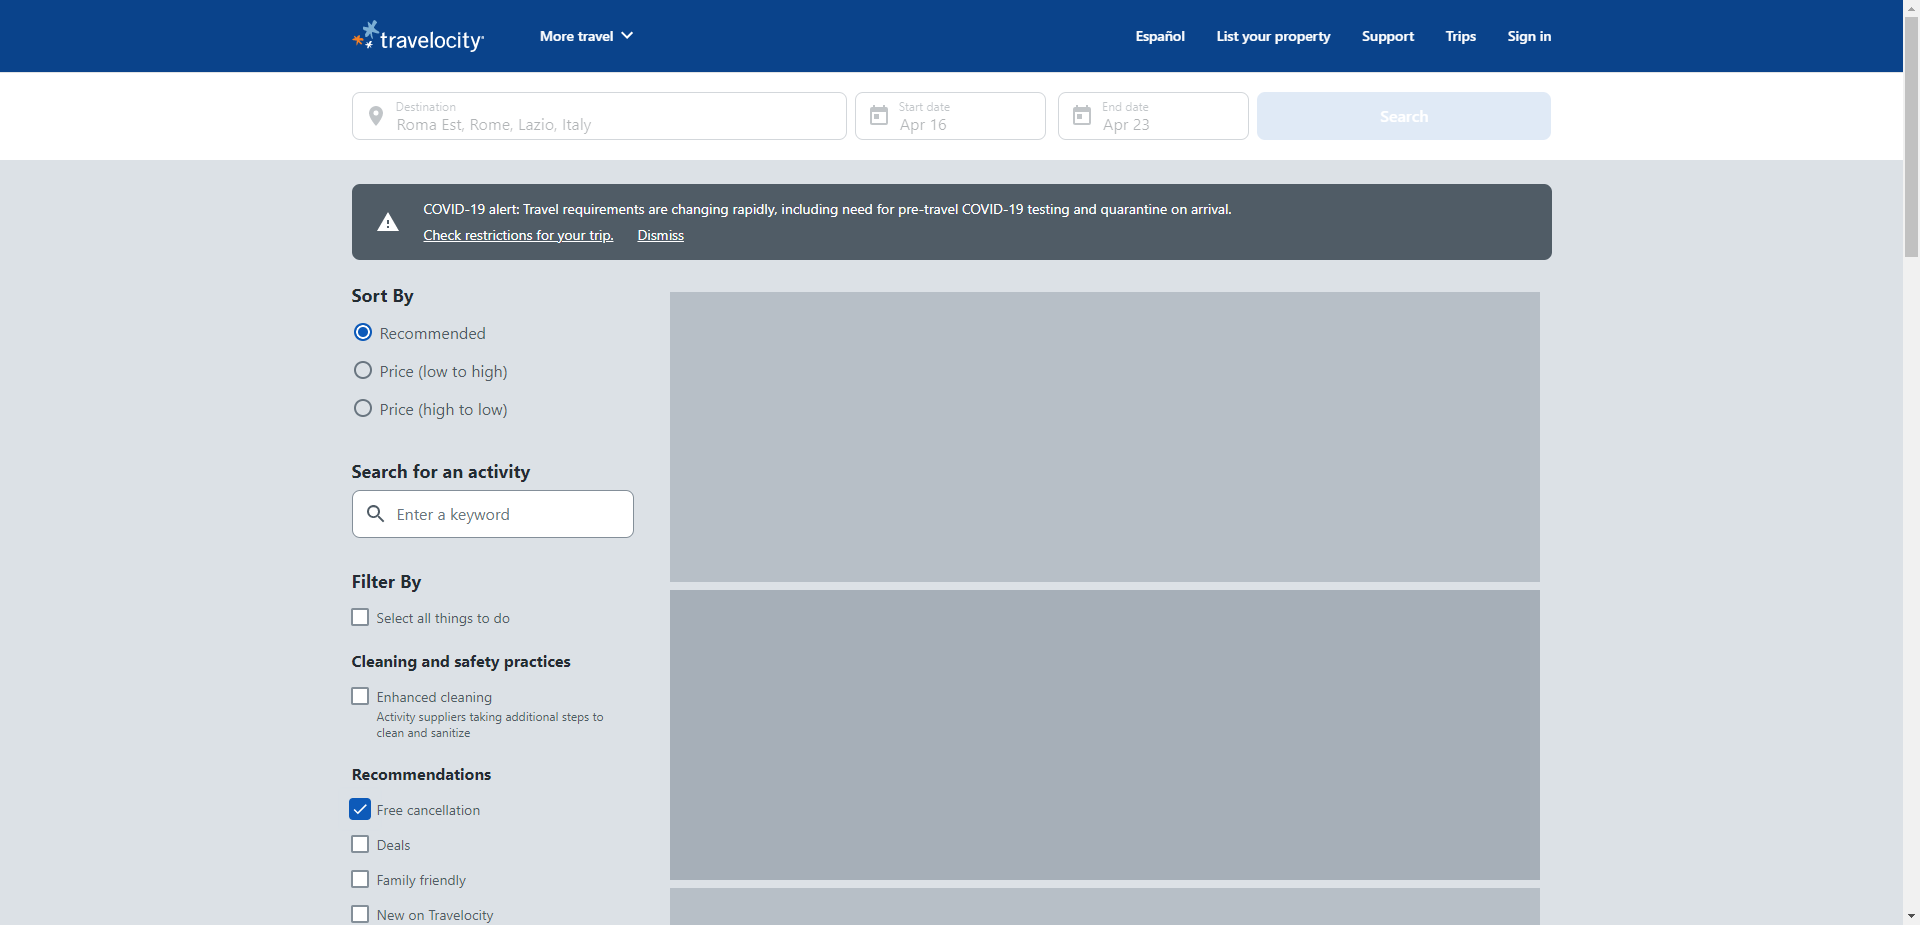 travelocity
More travel
Español
List your property
Support
Trips
Sign in
Destination
Roma Est, Rome, Lazio, Italy
Start date
Apr 16
End date
Apr 23
Search
COVID-19 alert: Travel requirements are changing rapidly, including need for pre-travel COVID-19 testing and quarantine on arrival.
Check restrictions for your trip.
Dismiss
Sort By
Recommended
Price (low to high)
Price (high to low)
Search for an activity
Enter a keyword
Filter By
Select all things to do
Cleaning and safety practices
Enhanced cleaning
Activity suppliers taking additional steps to
clean and sanitize
Recommendations
Free cancellation
Deals
Family friendly
New on Travelocity